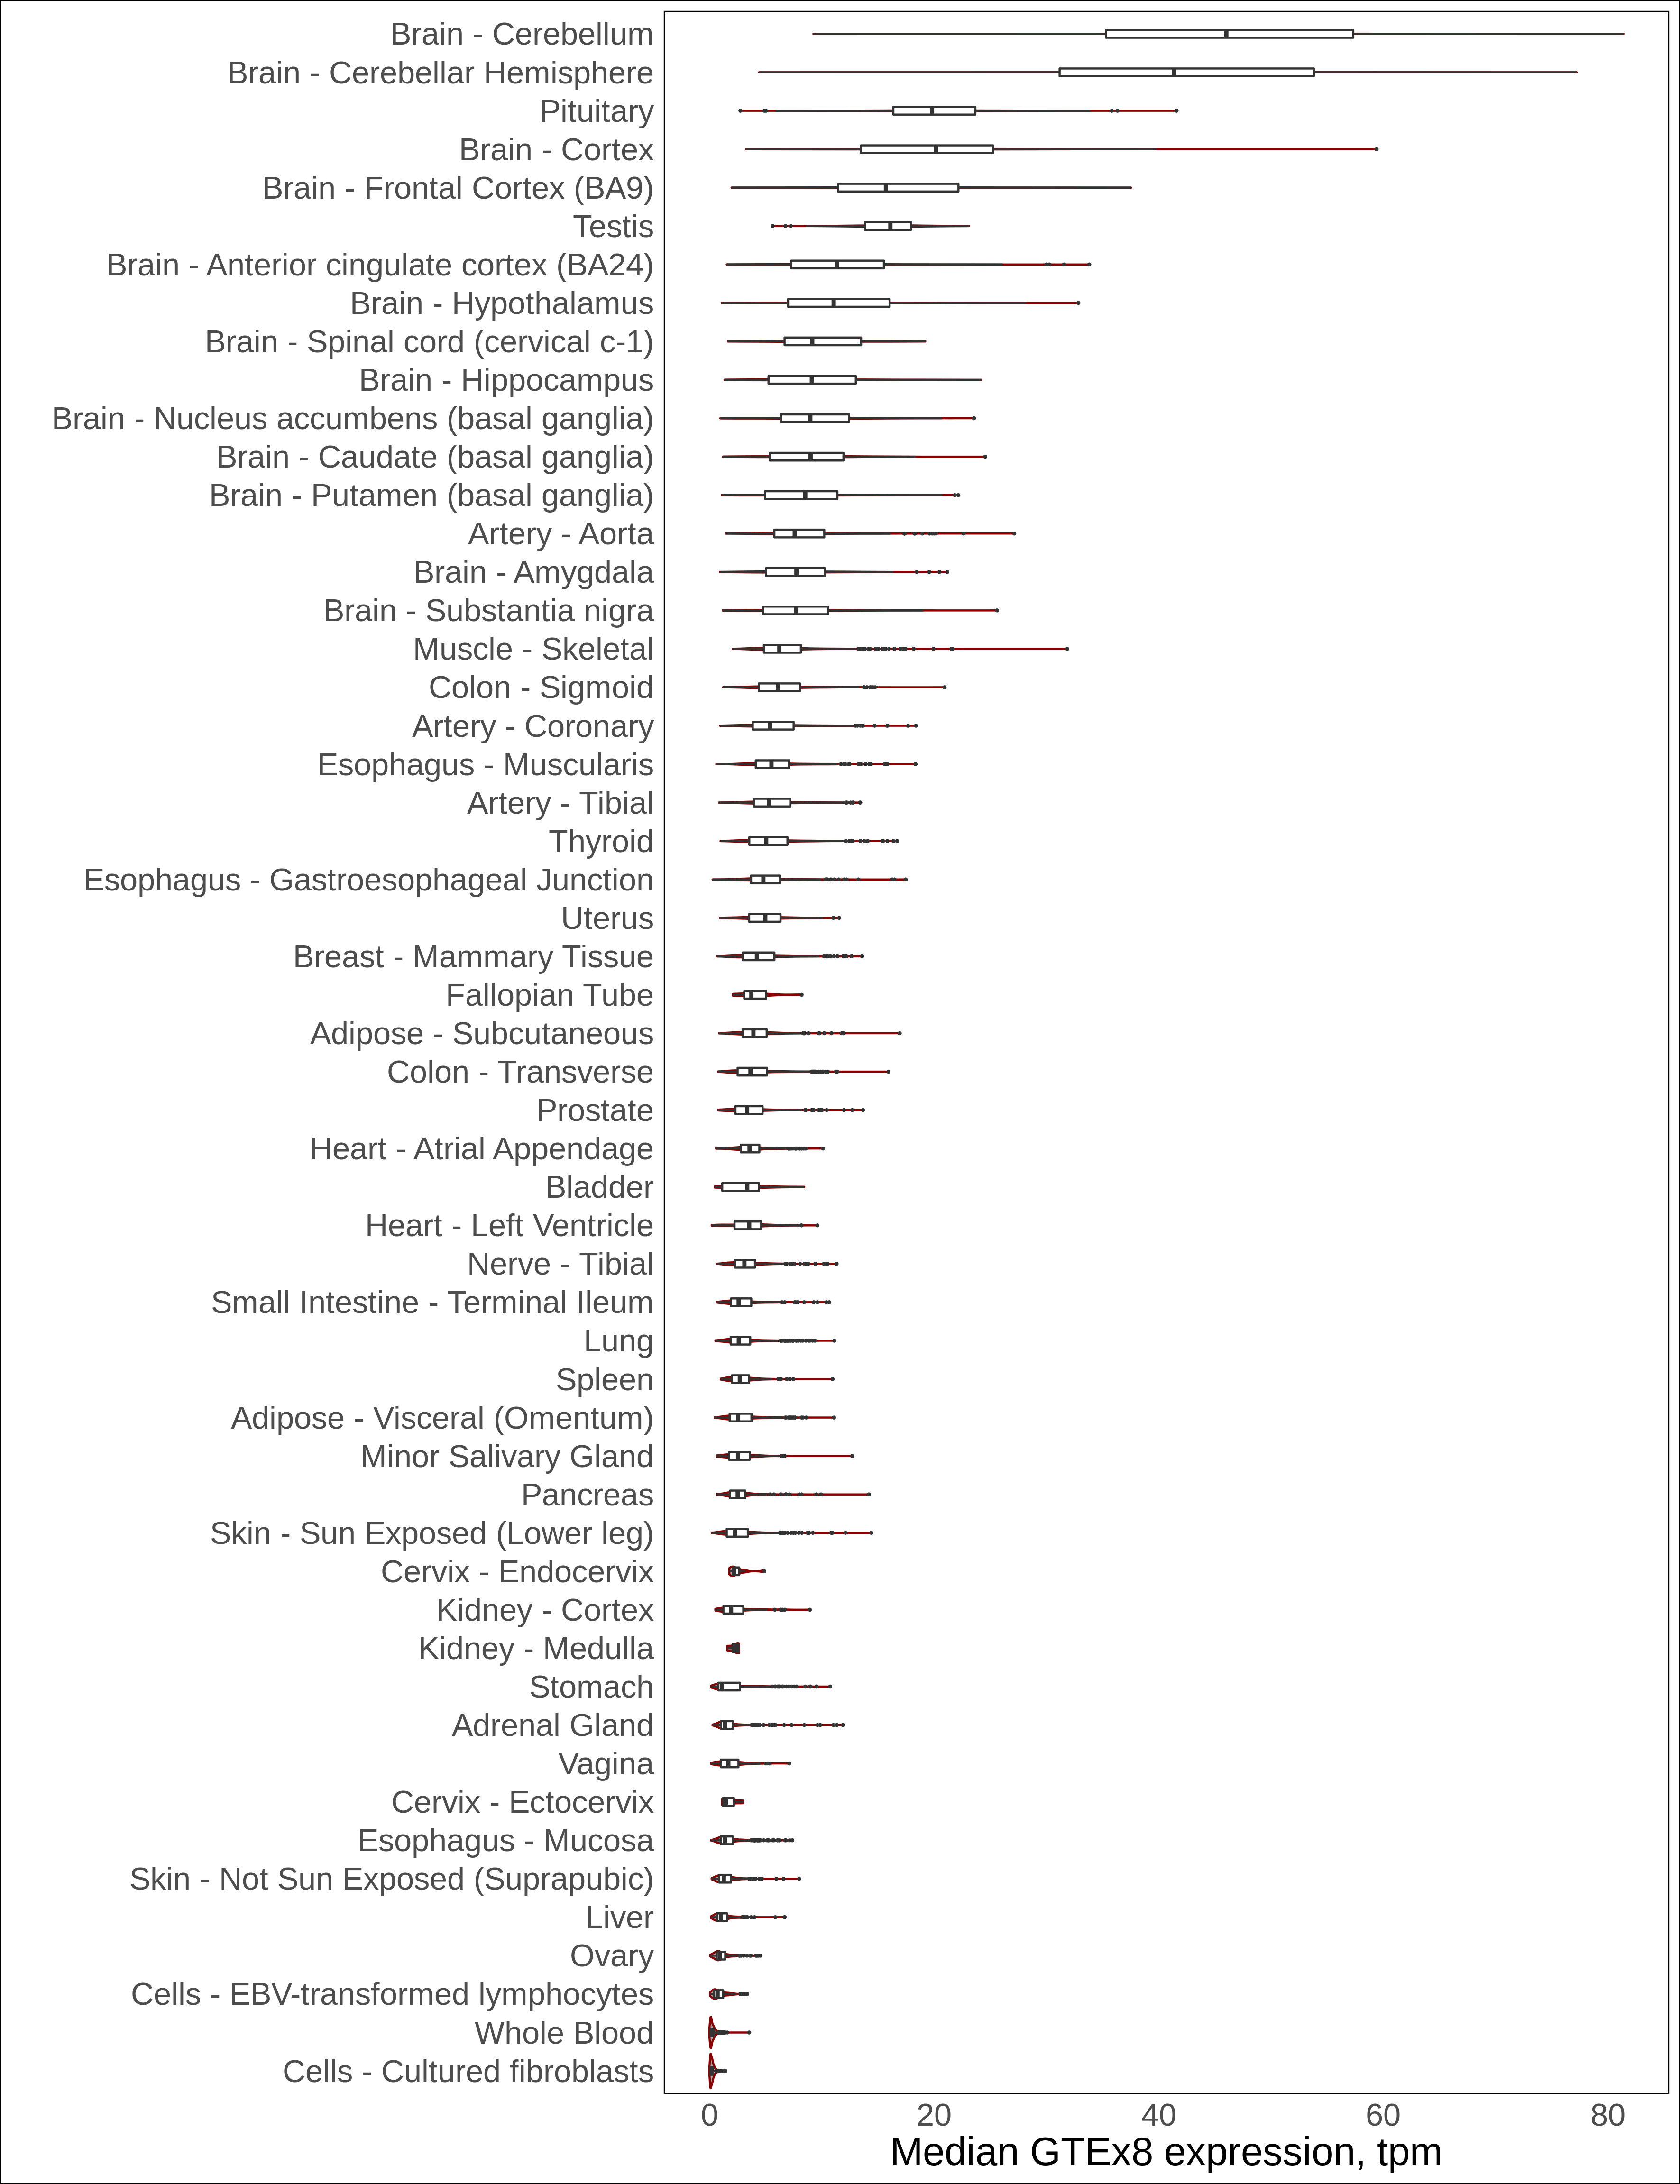 Brain - Cerebellum
Brain - Cerebellar Hemisphere
Pituitary
Brain - Cortex
Brain - Frontal Cortex (BA9)
Testis
Brain - Anterior cingulate cortex (BA24)
Brain - Hypothalamus
Brain - Spinal cord (cervical c-1)
Brain - Hippocampus
Brain - Nucleus accumbens (basal ganglia)
Brain - Caudate (basal ganglia)
Brain - Putamen (basal ganglia)
Artery - Aorta
Brain - Amygdala
Brain - Substantia nigra
Muscle - Skeletal
Colon - Sigmoid
Artery - Coronary
Esophagus - Muscularis
Artery - Tibial
Thyroid
Esophagus - Gastroesophageal Junction
Uterus
Breast - Mammary Tissue
Fallopian Tube
Adipose - Subcutaneous
Colon - Transverse
Prostate
Heart - Atrial Appendage
Bladder
Heart - Left Ventricle
Nerve - Tibial
Small Intestine - Terminal Ileum
Lung
Spleen
Adipose - Visceral (Omentum)
Minor Salivary Gland
Pancreas
Skin - Sun Exposed (Lower leg)
Cervix - Endocervix
Kidney - Cortex
Kidney - Medulla
Stomach
Adrenal Gland
Vagina
Cervix - Ectocervix
Esophagus - Mucosa
Skin - Not Sun Exposed (Suprapubic)
Liver
Ovary
Cells - EBV-transformed lymphocytes
Whole Blood
Cells - Cultured fibroblasts
0 20 40 60 80
Median GTEx8 expression, tpm